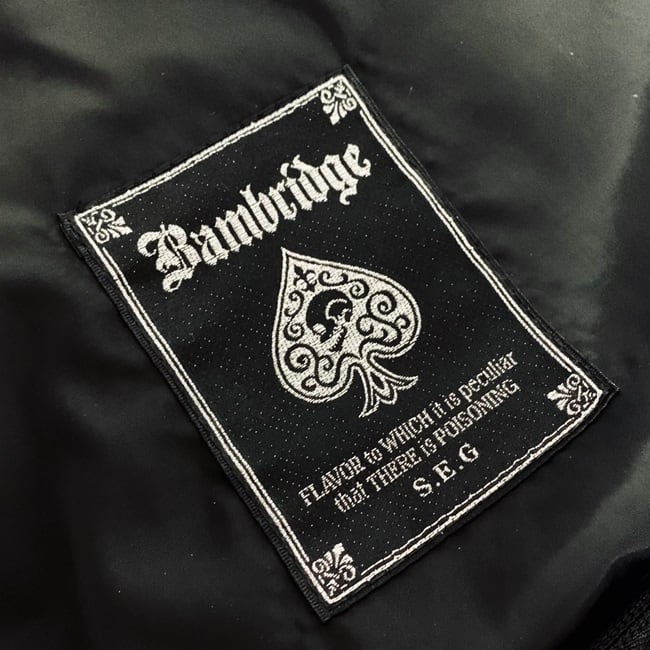 Bambridge
FLAVOR to WHICH it is peculiar
that THERE is POISONING
S.E.G